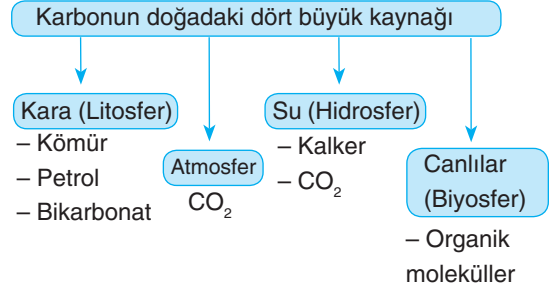 Karbonun doğadaki dört büyük kaynağı
Kara (Litosfer)
– Kömür
– Petrol
– Bikarbonat
Atmosfer
CO₂
Su (Hidrosfer)
– Kalker
– CO₂
Canlılar
(Biyosfer)
– Organik
moleküller